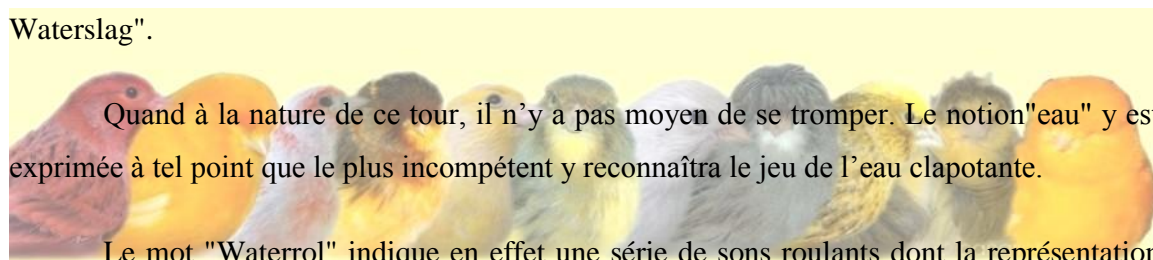 Waterslag".
Quand à la nature de ce tour, il n’y a pas moyen de se tromper. Le notion"eau" y est
exprimée à tel point que le plus incompétent y reconnaîtra le jeu de l’eau clapotante.
Le mot "Waterrol" indique en effet une série de sons roulants dont la représentation